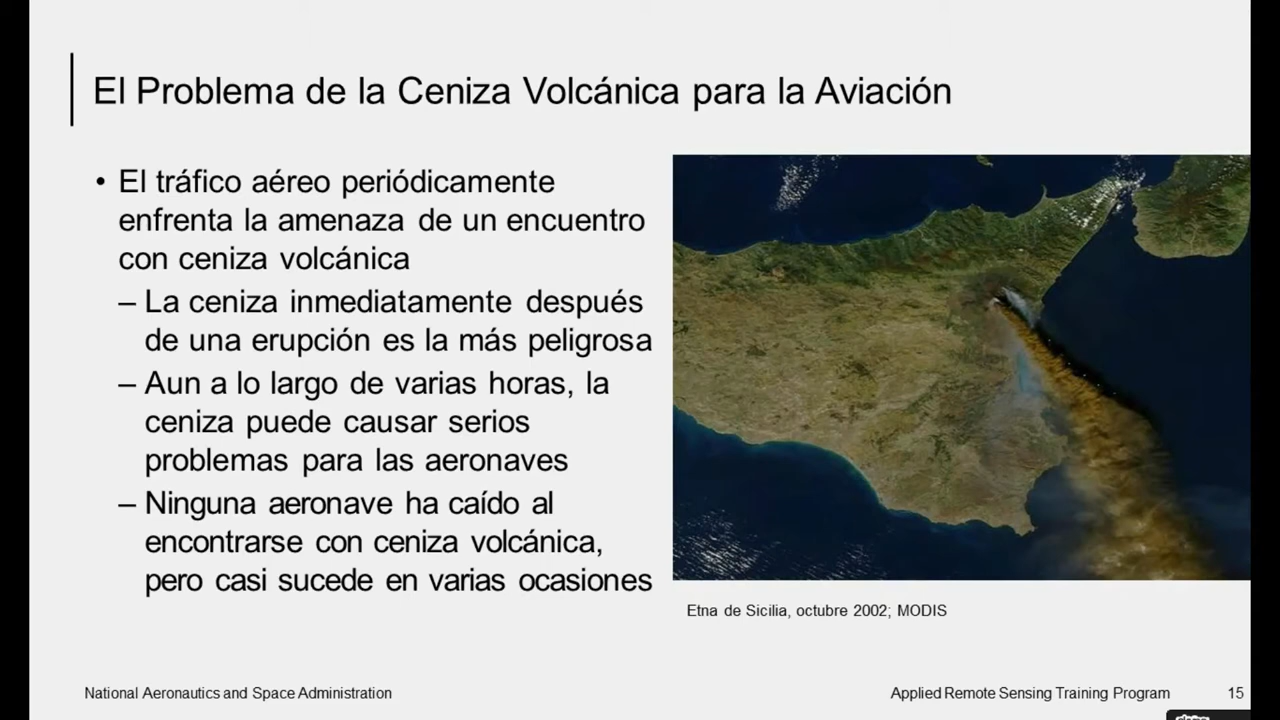 El Problema de la Ceniza Volcánica para la Aviación
• El tráfico aéreo periódicamente
enfrenta la amenaza de un encuentro
con ceniza volcánica
– La ceniza inmediatamente después
de una erupción es la más peligrosa
– Aun a lo largo de varias horas, la
ceniza puede causar serios
problemas para las aeronaves
– Ninguna aeronave ha caído al
encontrarse con ceniza volcánica,
pero casi sucede en varias ocasiones
Etna de Sicilia, octubre 2002; MODIS
National Aeronautics and Space Administration
Applied Remote Sensing Training Program
15